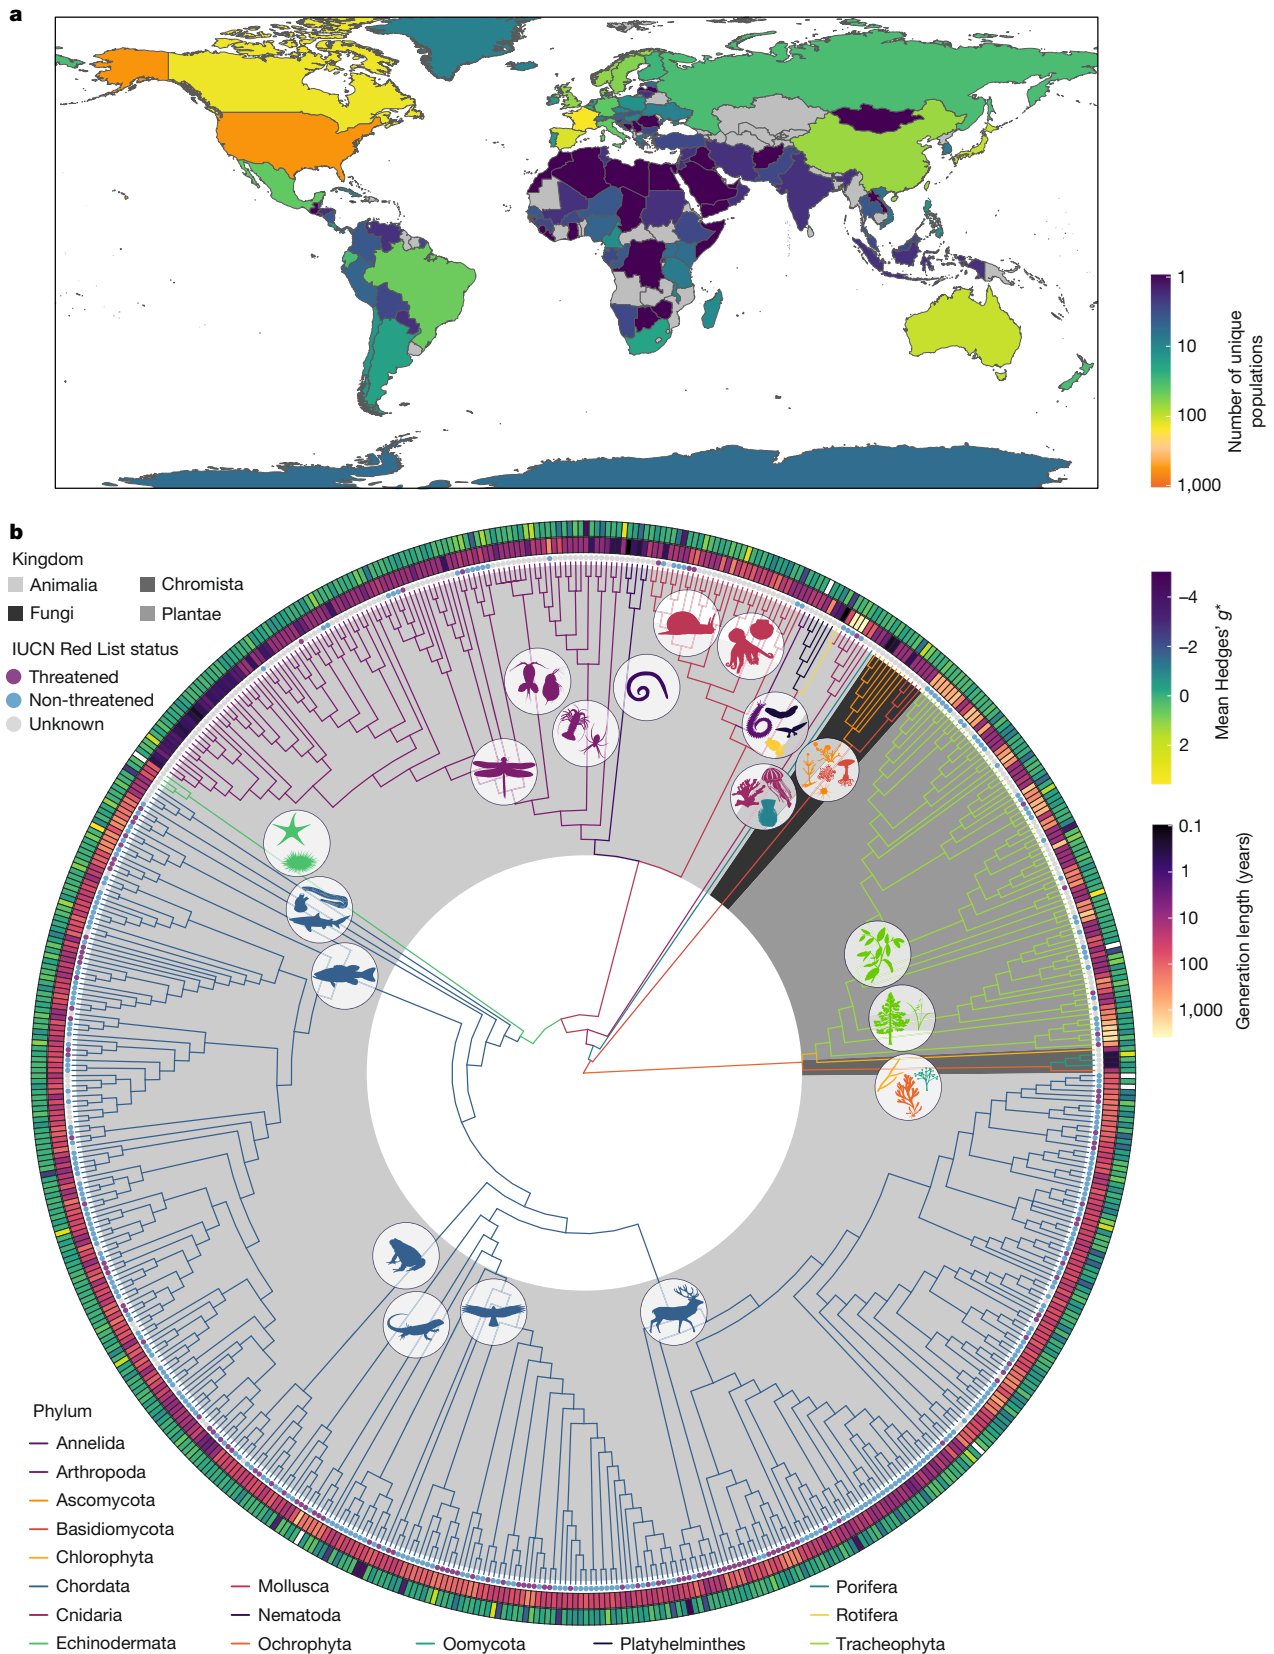 a
1
10
100
1,000
Number of unique
populations
b
Kingdom
Animalia
Chromista
Fungi
Plantae
IUCN Red List status
Threatened
Non-threatened
Unknown
–4
–2
0
2
Mean Hedges’ g*
0.1
1
10
100
1,000
Generation length (years)
Phylum
Annelida
Arthropoda
Ascomycota
Basidiomycota
Chlorophyta
Chordata
Mollusca
Porifera
Cnidaria
Nematoda
Rotifera
Echinodermata
Ochrophyta
Oomycota
Platyhelminthes
Tracheophyta